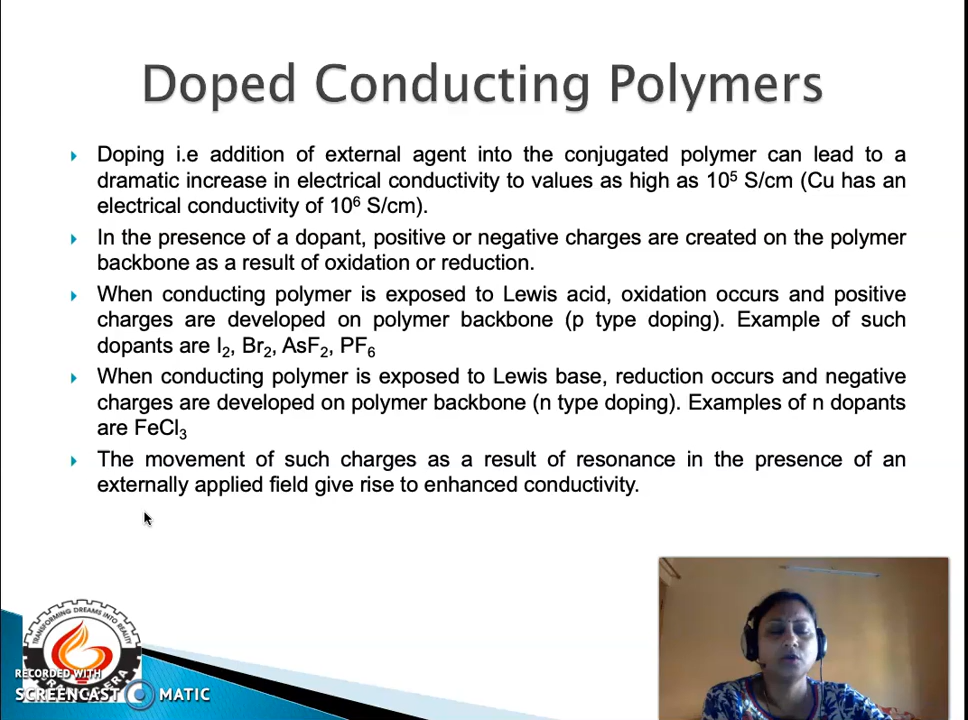 Doped Conducting Polymers
Doping i.e addition of external agent into the conjugated polymer can lead to a
dramatic increase in electrical conductivity to values as high as 10⁵ S/cm (Cu has an
electrical conductivity of 10⁶ S/cm).
In the presence of a dopant, positive or negative charges are created on the polymer
backbone as a result of oxidation or reduction.
When conducting polymer is exposed to Lewis acid, oxidation occurs and positive
charges are developed on polymer backbone (p type doping). Example of such
dopants are I₂, Br₂, AsF₂, PF₆
When conducting polymer is exposed to Lewis base, reduction occurs and negative
charges are developed on polymer backbone (n type doping). Examples of n dopants
are FeCl₃
The movement of such charges as a result of resonance in the presence of an
externally applied field give rise to enhanced conductivity.
TRANSFORMING DREAMS INTO REALITY
RECORDED WITH
SCREENCAST MATIC